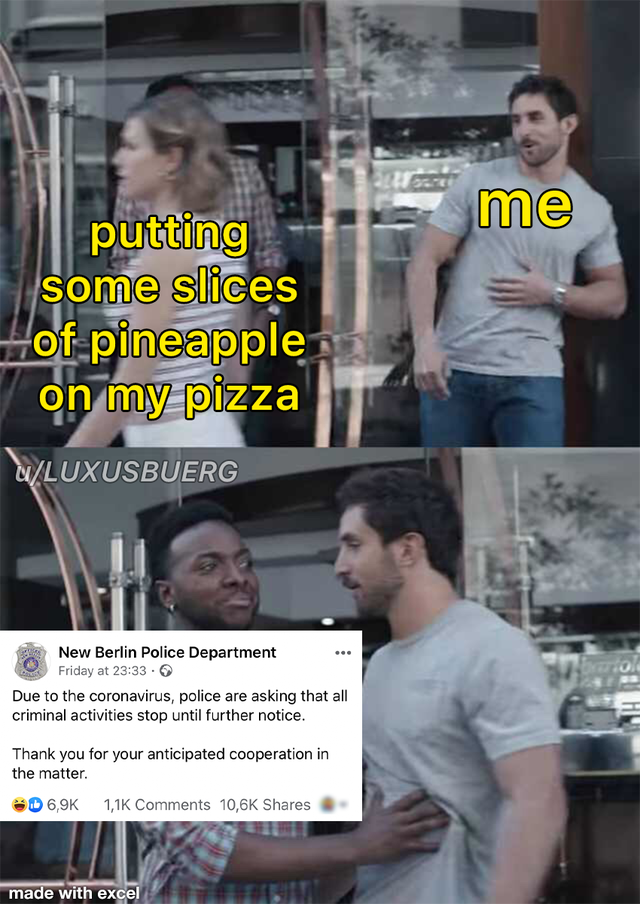 me
putting
some slices
of pineapple
on my pizza
u/LUXUSBUERG
New Berlin Police Department
Friday at 23:33 ·
Due to the coronavirus, police are asking that all
criminal activities stop until further notice.
Thank you for your anticipated cooperation in
the matter.
6,9K 1,1K Comments 10,6K Shares
made with excel